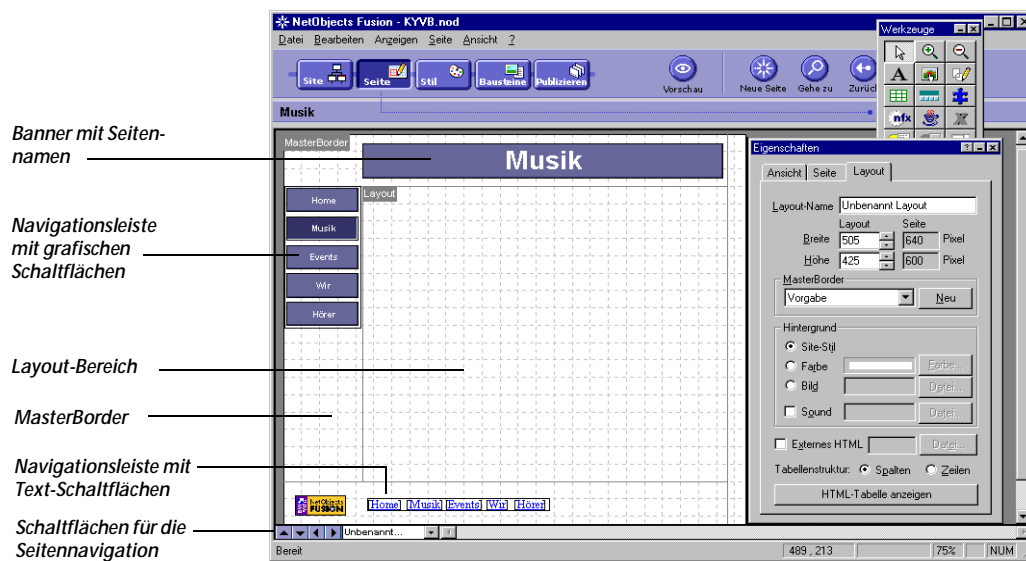 NetObjects Fusion - KYVB.nod
Datei Bearbeiten Anzeigen Seite Ansicht ?
Werkzeuge
Site Seite Stil Bausteine Publizieren
Vorschau Neue Seite Gehe zu Zurück
A
nfx
Musik
Banner mit Seiten-
namen
MasterBorder
Musik
Navigationsleiste
mit grafischen
Schaltflächen
Layout
Home
Musik
Events
Wir
Hörer
Layout-Bereich
MasterBorder
Navigationsleiste mit
Text-Schaltflächen
NetObjects
FUSION
[Home] [Musik] [Events] [Wir] [Hörer]
Schaltflächen für die
Seitennavigation
Unbenannt...
Bereit
489 , 213
75%
NUM
Eigenschaften
Ansicht Seite Layout
Layout-Name Unbenannt Layout
Layout Seite
Breite 505 640 Pixel
Höhe 425 600 Pixel
MasterBorder
Vorgabe Neu
Hintergrund
Site-Stil
Farbe Farbe...
Bild Datei...
Sound Datei...
Externes HTML Datei...
Tabellenstruktur: Spalten Zeilen
HTML-Tabelle anzeigen